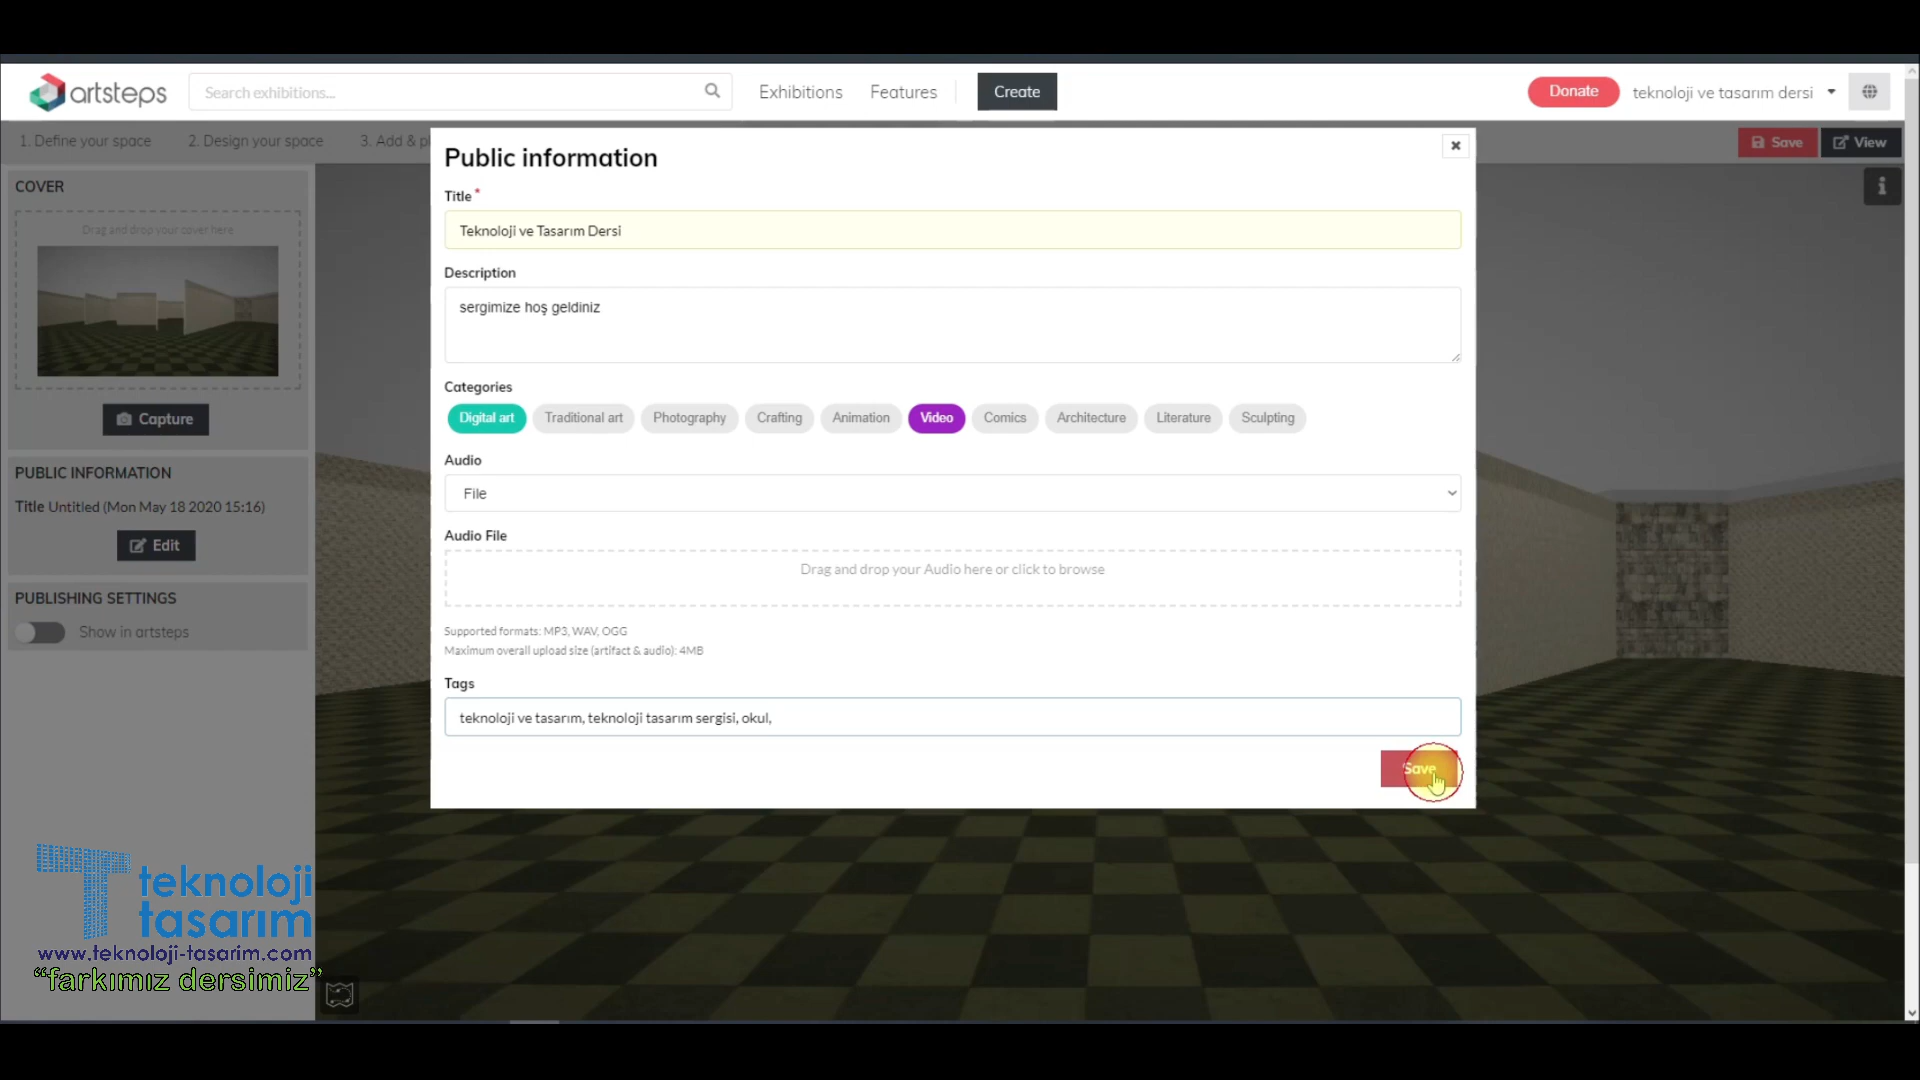 artsteps
Search exhibitions...
Exhibitions
Features
Create
Donate
teknoloji ve tasarım dersi
1. Define your space
2. Design your space
3. Add & pl
Save
View
COVER
Drag and drop your cover here
Capture
PUBLIC INFORMATION
Title Untitled (Mon May 18 2020 15:16)
Edit
PUBLISHING SETTINGS
Show in artsteps
Public information
Title *
Teknoloji ve Tasarım Dersi
Description
sergimize hoş geldiniz
Categories
Digital art
Traditional art
Photography
Crafting
Animation
Video
Comics
Architecture
Literature
Sculpting
Audio
File
Audio File
Drag and drop your Audio here or click to browse
Supported formats: MP3, WAV, OGG
Maximum overall upload size (artifact & audio): 4MB
Tags
teknoloji ve tasarım, teknoloji tasarım sergisi, okul,
Save
teknoloji
tasarım
www.teknoloji-tasarim.com
“farkımız dersimiz”